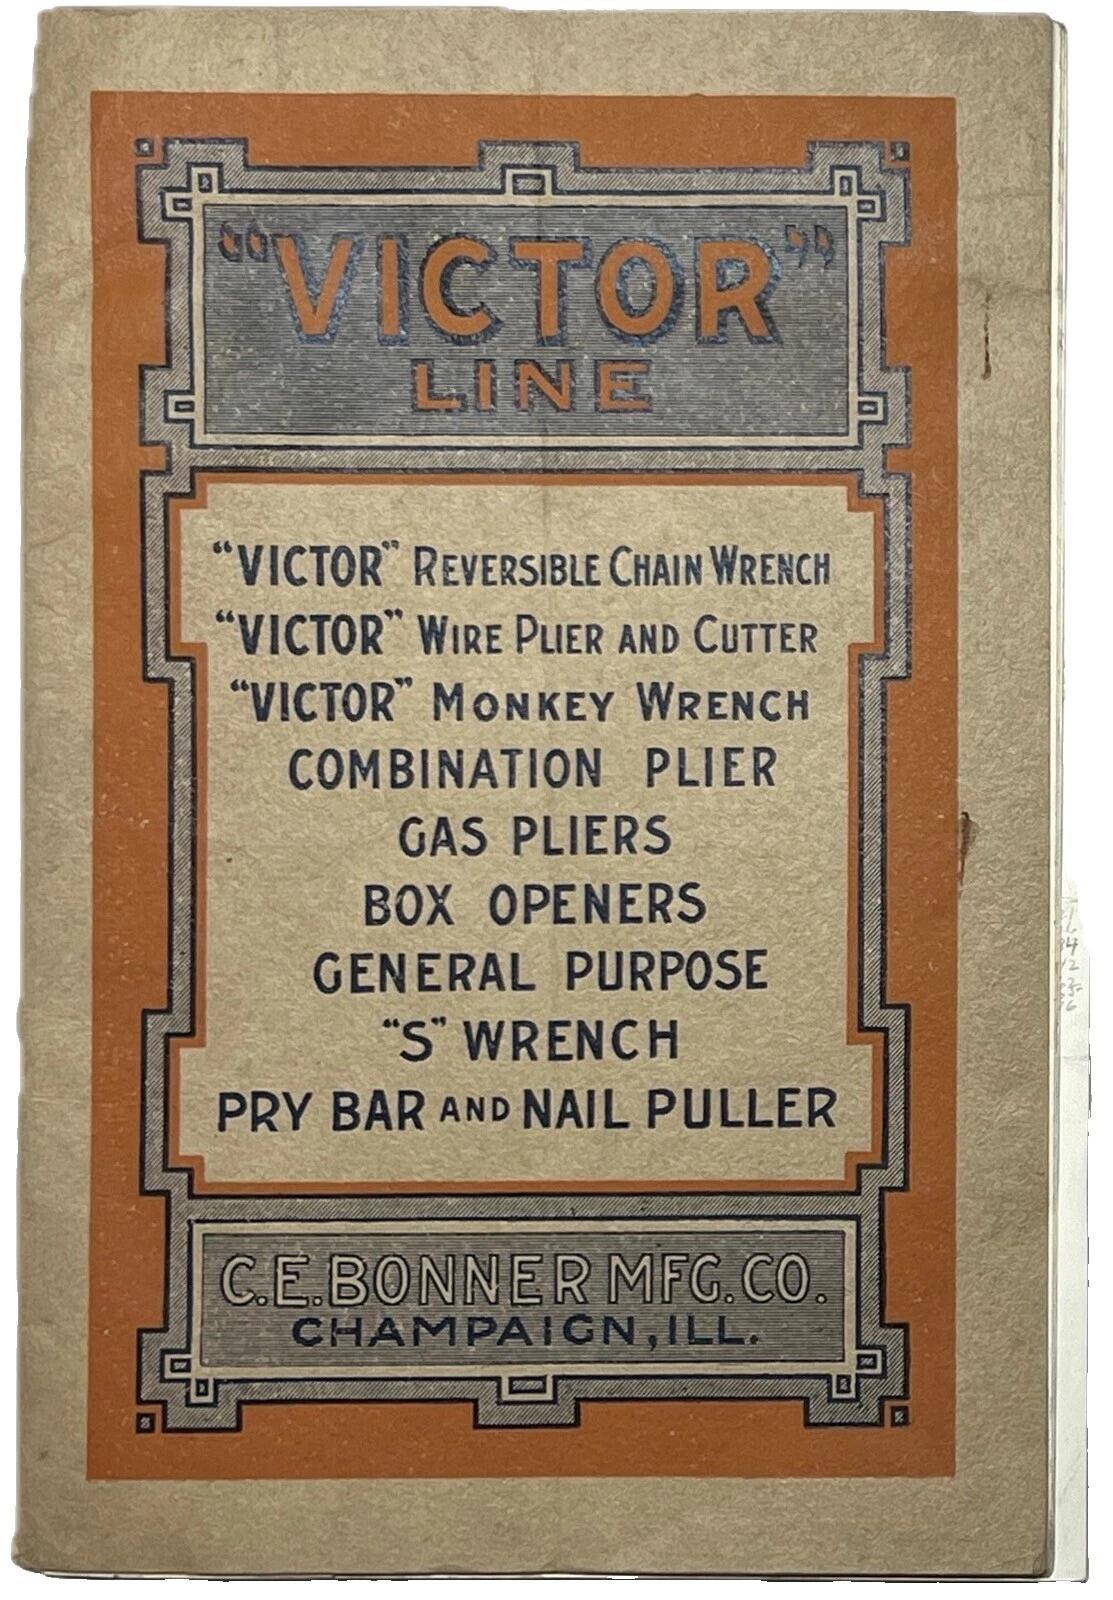 "VICTOR"
LINE
"VICTOR" REVERSIBLE CHAIN WRENCH
"VICTOR" WIRE PLIER AND CUTTER
"VICTOR" MONKEY WRENCH
COMBINATION PLIER
GAS PLIERS
BOX OPENERS
GENERAL PURPOSE
"S" WRENCH
PRY BAR AND NAIL PULLER
C.E. BONNER MFG. CO.
CHAMPAIGN, ILL.